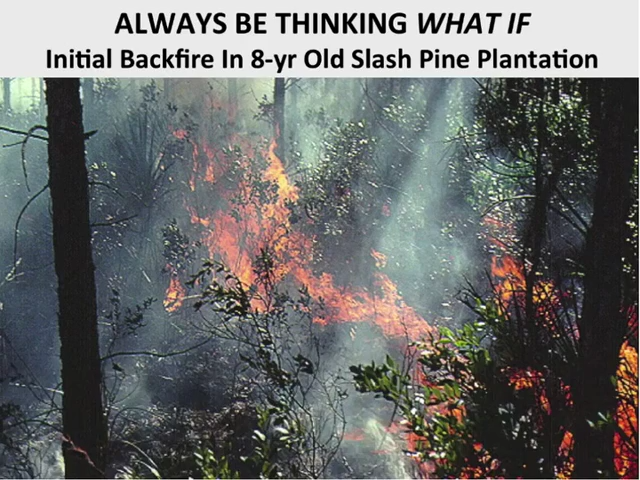 ALWAYS BE THINKING WHAT IF
Initial Backfire In 8-yr Old Slash Pine Plantation